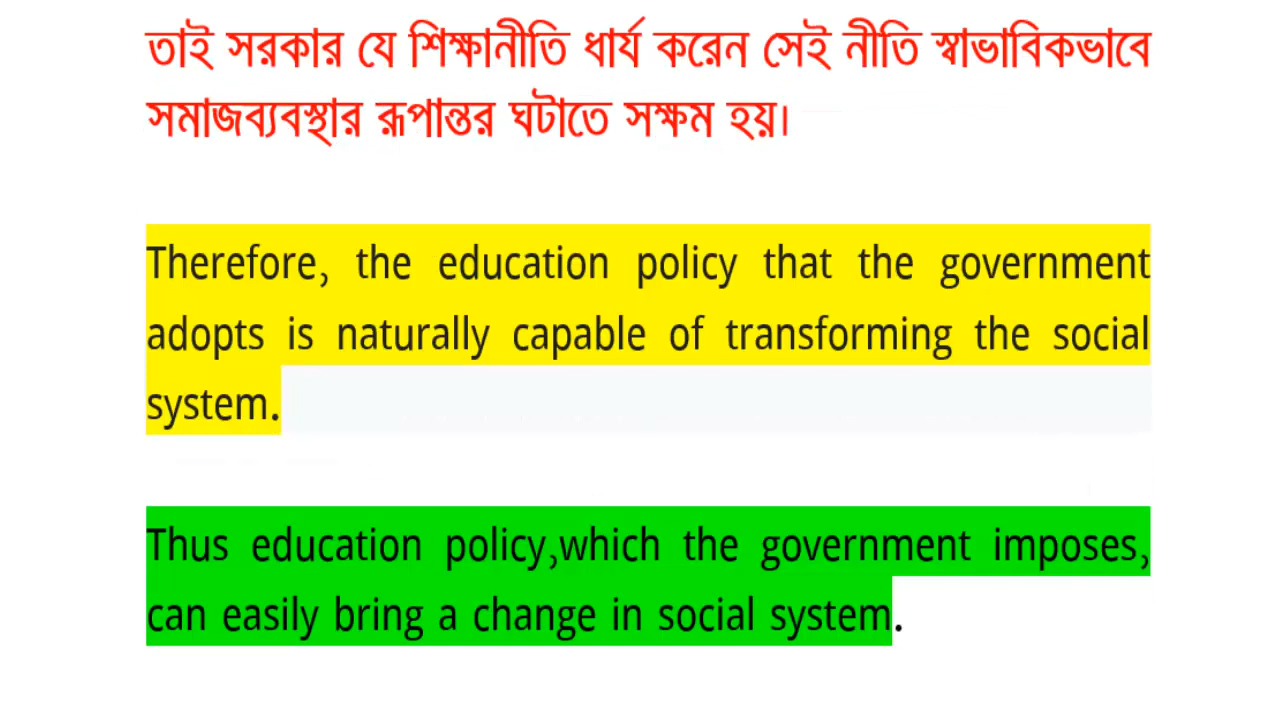 তাই সরকার যে শিক্ষানীতি ধার্য করেন সেই নীতি স্বাভাবিকভাবে
সমাজব্যবস্থার রূপান্তর ঘটাতে সক্ষম হয়।
Therefore, the education policy that the government
adopts is naturally capable of transforming the social
system.
Thus education policy,which the government imposes,
can easily bring a change in social system.